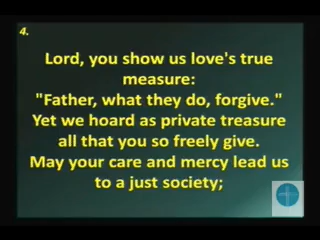 4.
Lord, you show us love's true
measure:
"Father, what they do, forgive."
Yet we hoard as private treasure
all that you so freely give.
May your care and mercy lead us
to a just society;